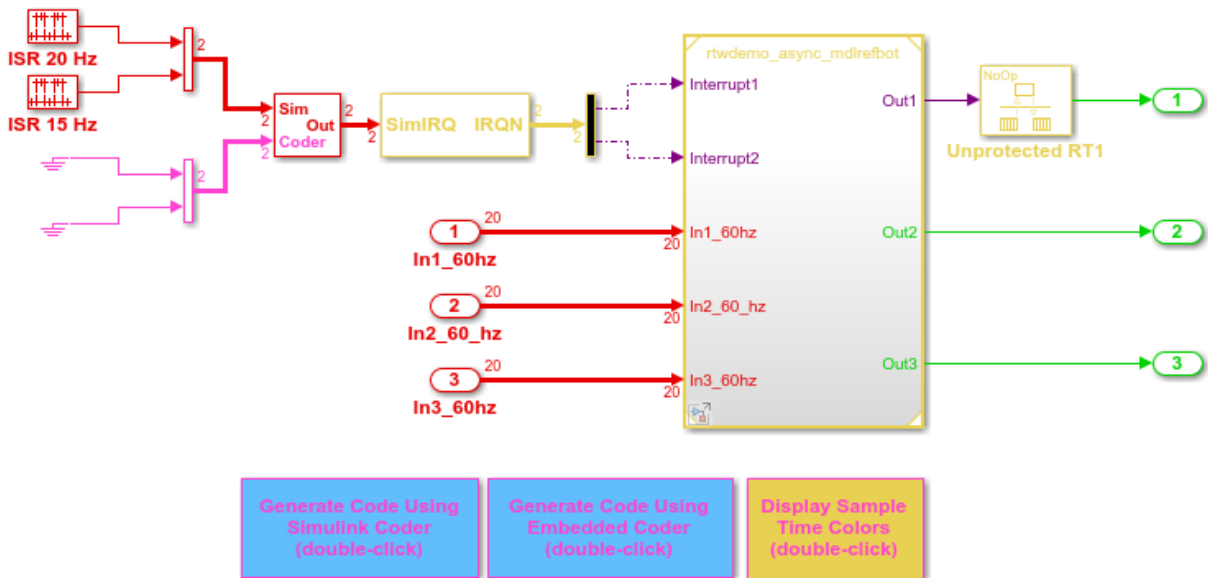 ISR 20 Hz
2
ISR 15 Hz
2
Sim
Out
Coder
2
2
2
2
SimIRQ IRQN
2
2
rtwdemo_async_mdlrefbot
Interrupt1
Interrupt2
Out1
NoOp
Unprotected RT1
1
1
In1_60hz
20
20
In1_60hz
Out2
2
2
In2_60_hz
20
20
In2_60_hz
3
In3_60hz
20
20
In3_60hz
Out3
3
Generate Code Using
Simulink Coder
(double-click)
Generate Code Using
Embedded Coder
(double-click)
Display Sample
Time Colors
(double-click)